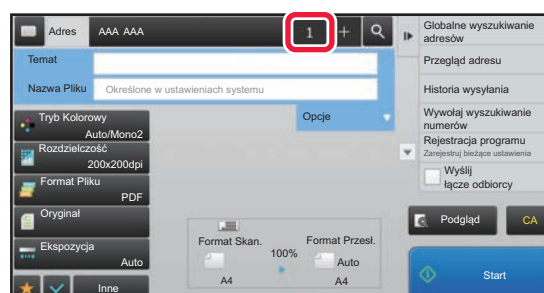 Adres
AAA AAA
1
+
Temat
Nazwa Pliku
Określone w ustawieniach systemu
Opcje
Tryb Kolorowy
Auto/Mono2
Rozdzielczość
200x200dpi
Format Pliku
PDF
Oryginał
Ekspozycja
Auto
Inne
Format Skan.
A4
100%
Format Przesł.
Auto
A4
Globalne wyszukiwanie
adresów
Przegląd adresu
Historia wysyłania
Wywołaj wyszukiwanie
numerów
Rejestracja programu
Zarejestruj bieżące ustawienia
Wyślij
łącze odbiorcy
Podgląd
CA
Start